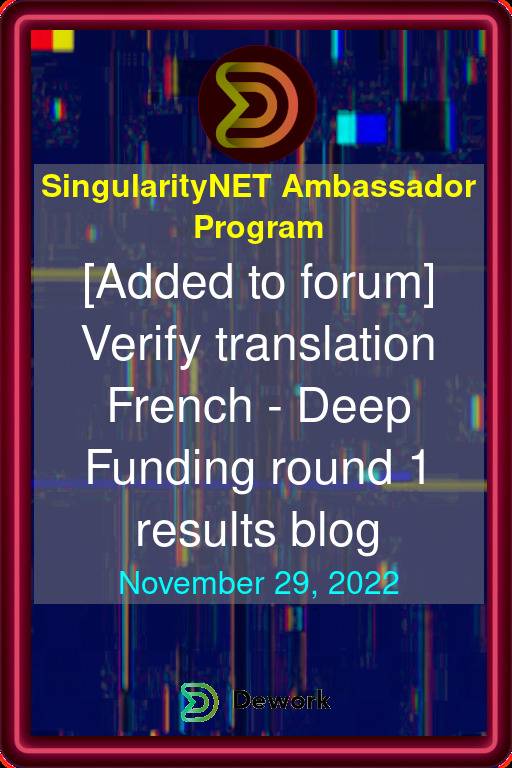 SingularityNET Ambassador
Program
[Added to forum]
Verify translation
French - Deep
Funding round 1
results blog
November 29, 2022
Dework